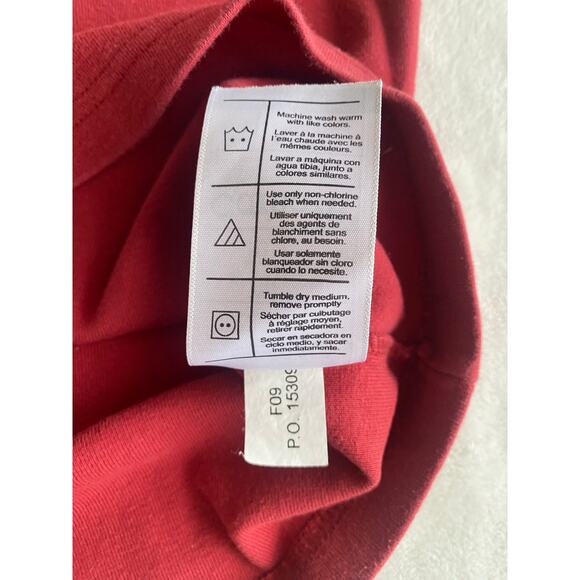 Machine wash warm
with like colors.
Laver à la machine à
l'eau chaude avec les
mêmes couleurs.
Lavar a máquina con
agua tibia, junto a
colores similares.
Use only non-chlorine
bleach when needed.
Utiliser uniquement
des agents de
blanchiment sans
chlore, au besoin.
Usar solamente
blanqueador sin cloro
cuando lo necesite.
Tumble dry medium,
remove promptly
Sécher par culbutage
à réglage moyen,
retirer rapidement.
Secar en secadora en
ciclo medio, y sacar
inmediatamente.
F09
P.O. 15309